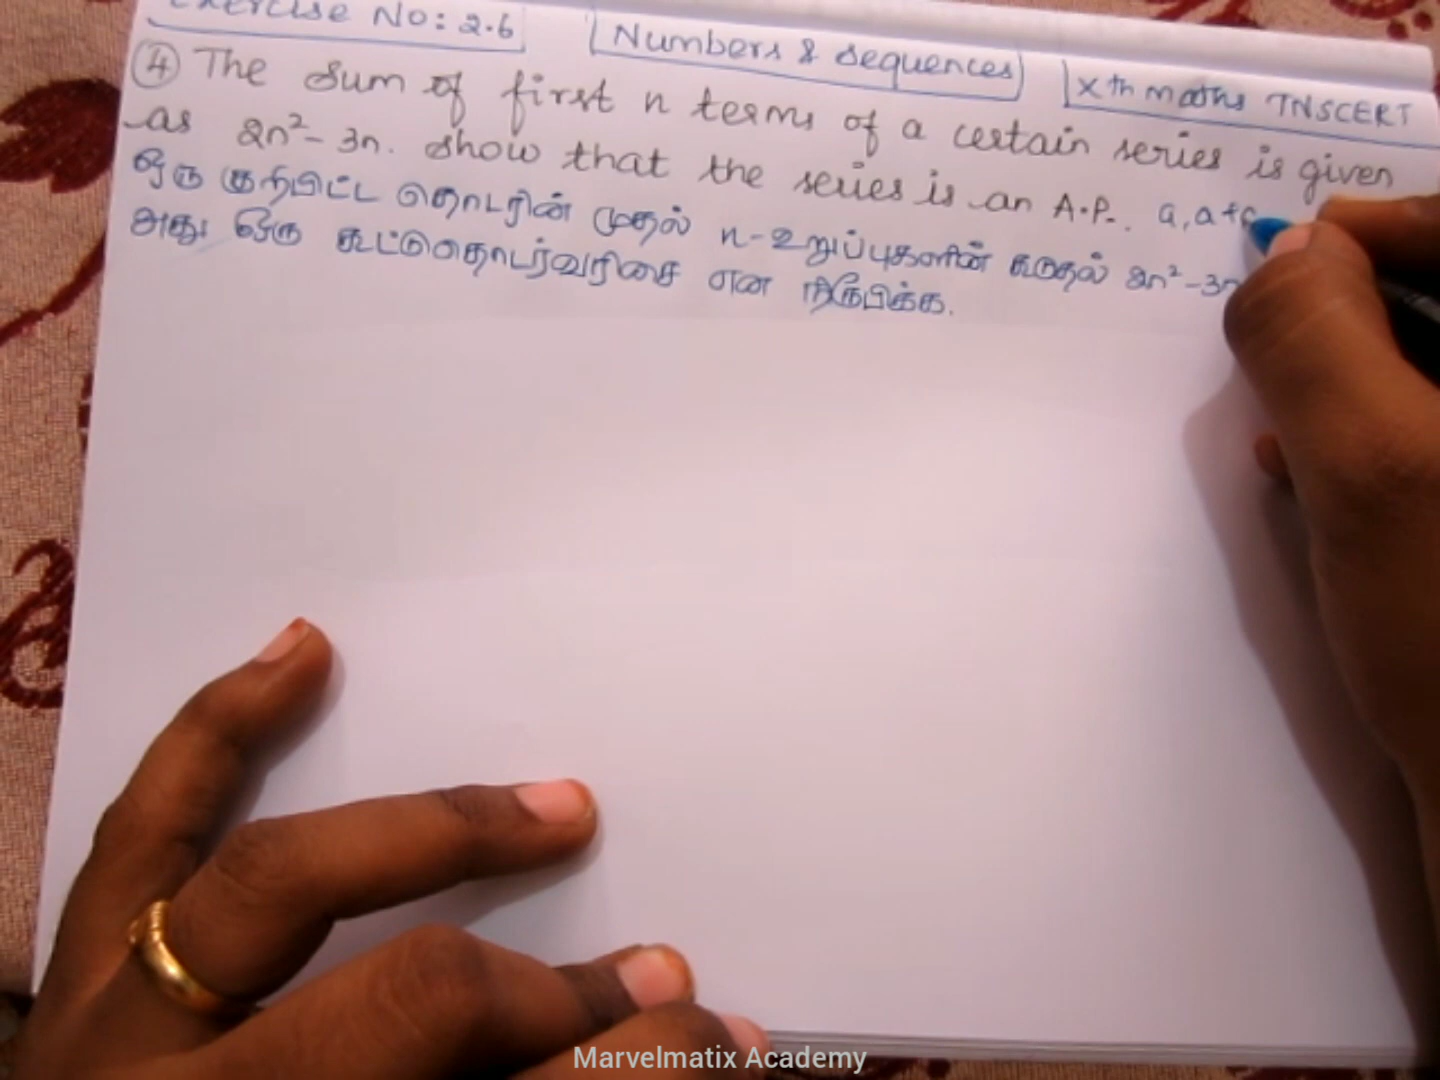 Exercise No: 2.6
Numbers & Sequences
Xth maths TNSCERT
④ The Sum of first n terms of a certain series is given
as 2n²-3n. Show that the series is an A.P. a, a+
ஒரு குறிப்பிட்ட தொடரின் முதல் n-உறுப்புகளின் கூடுதல் 2n²-3n
அது ஒரு கூட்டுதொடர்வரிசை என நிரூபிக்க.
Marvelmatix Academy